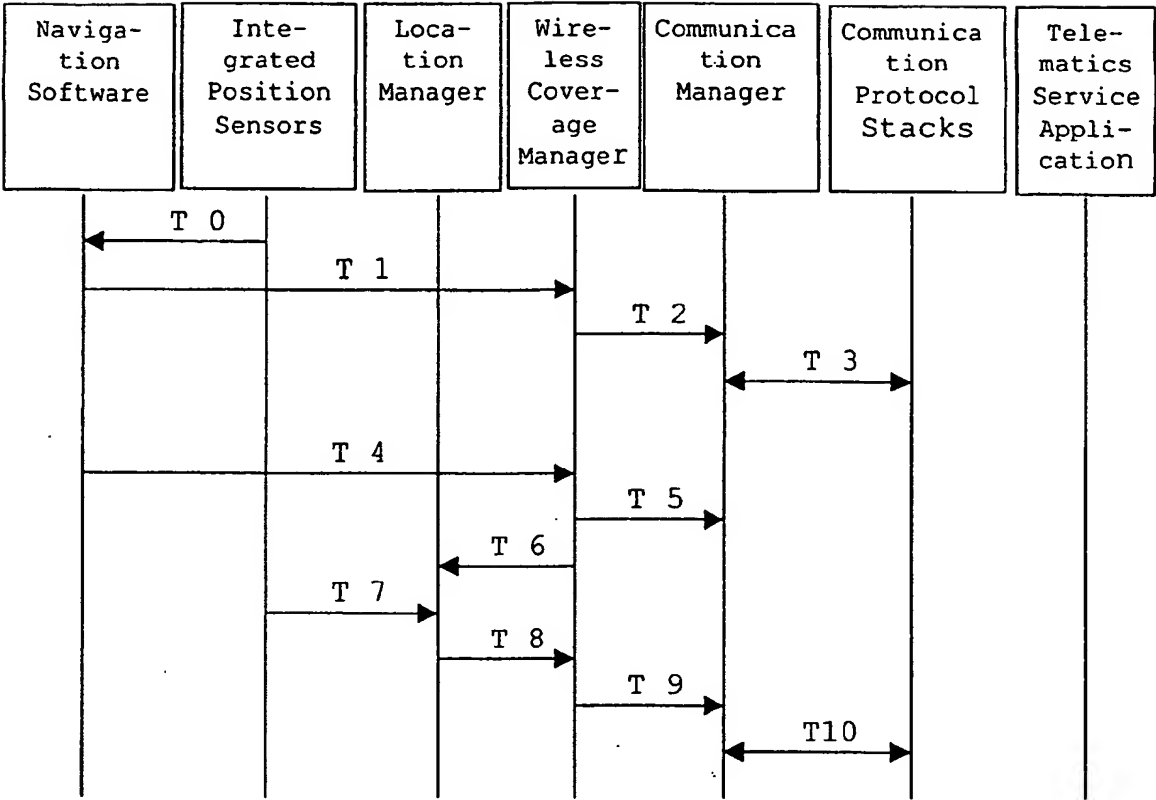 Naviga-
tion
Software
Inte-
grated
Position
Sensors
Loca-
tion
Manager
Wire-
less
Cover-
age
Manager
Communica
tion
Manager
Communica
tion
Protocol
Stacks
Tele-
matics
Service
Appli-
cation
T 0
T 1
T 2
T 3
T 4
T 5
T 6
T 7
T 8
T 9
T10